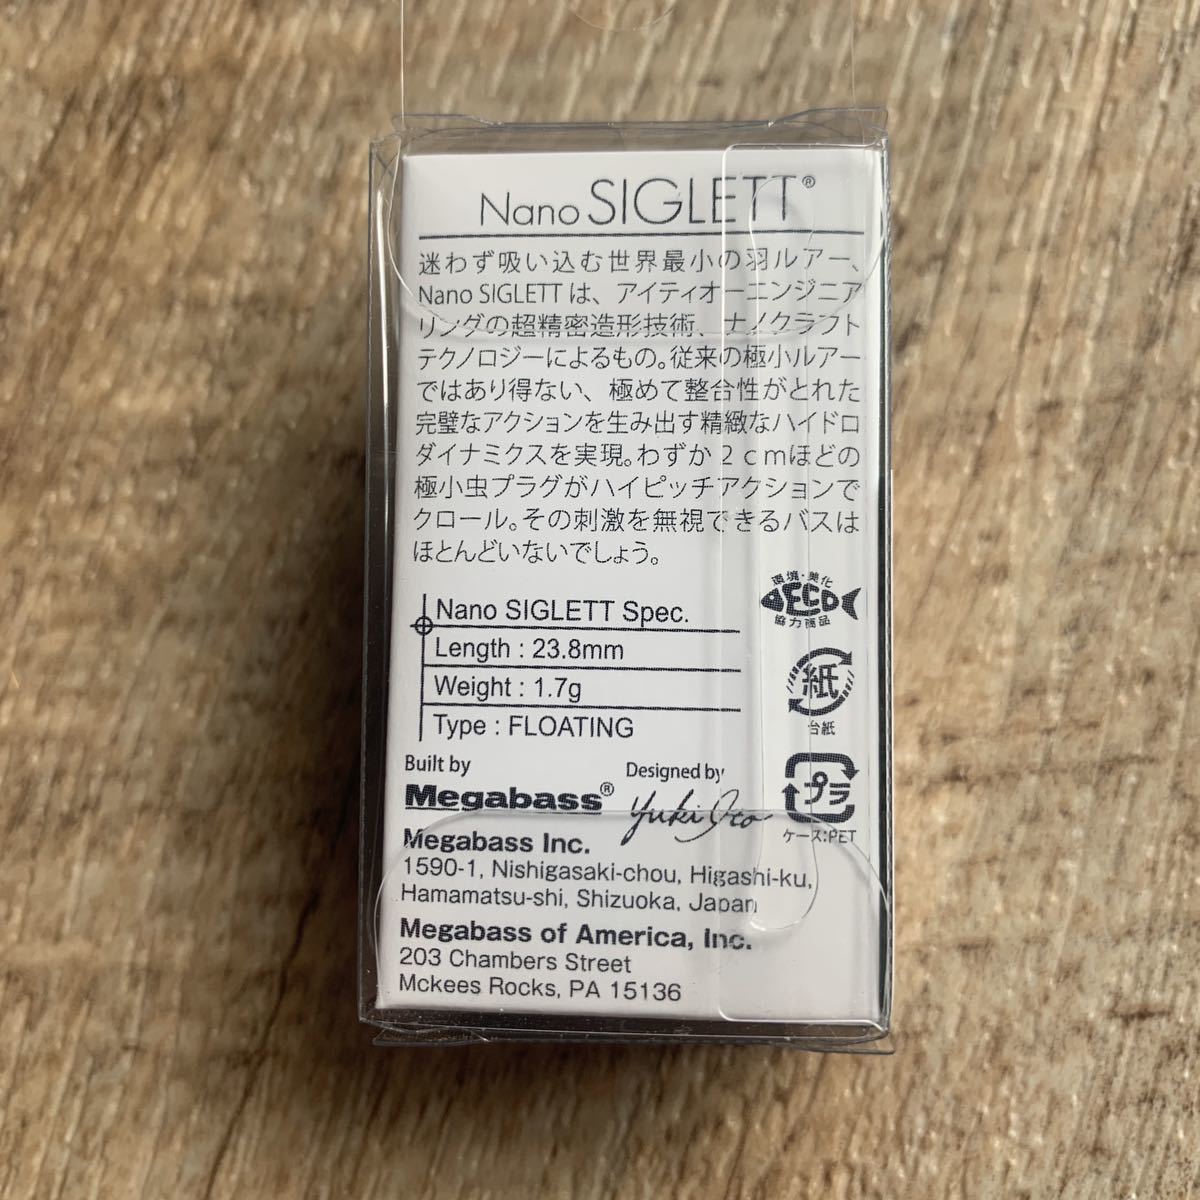 Nano SIGLETT®
迷わず吸い込む世界最小の羽ルアー、
Nano SIGLETT は、アイティオーエンジニア
リングの超精密造形技術、ナノクラフト
テクノロジーによるもの。従来の極小ルアー
ではあり得ない、極めて整合性がとれた
完璧なアクションを生み出す精緻なハイドロ
ダイナミクスを実現。わずか2cmほどの
極小虫プラグがハイピッチアクションで
クロール。その刺激を無視できるバスは
ほとんどいないでしょう。
Nano SIGLETT Spec.
Length : 23.8mm
Weight : 1.7g
Type : FLOATING
環境・美化
ECO
協力商品
紙
台紙
プラ
ケース:PET
Built by
Megabass®
Designed by
Yuki Ito
Megabass Inc.
1590-1, Nishigasaki-chou, Higashi-ku,
Hamamatsu-shi, Shizuoka, Japan
Megabass of America, Inc.
203 Chambers Street
Mckees Rocks, PA 15136